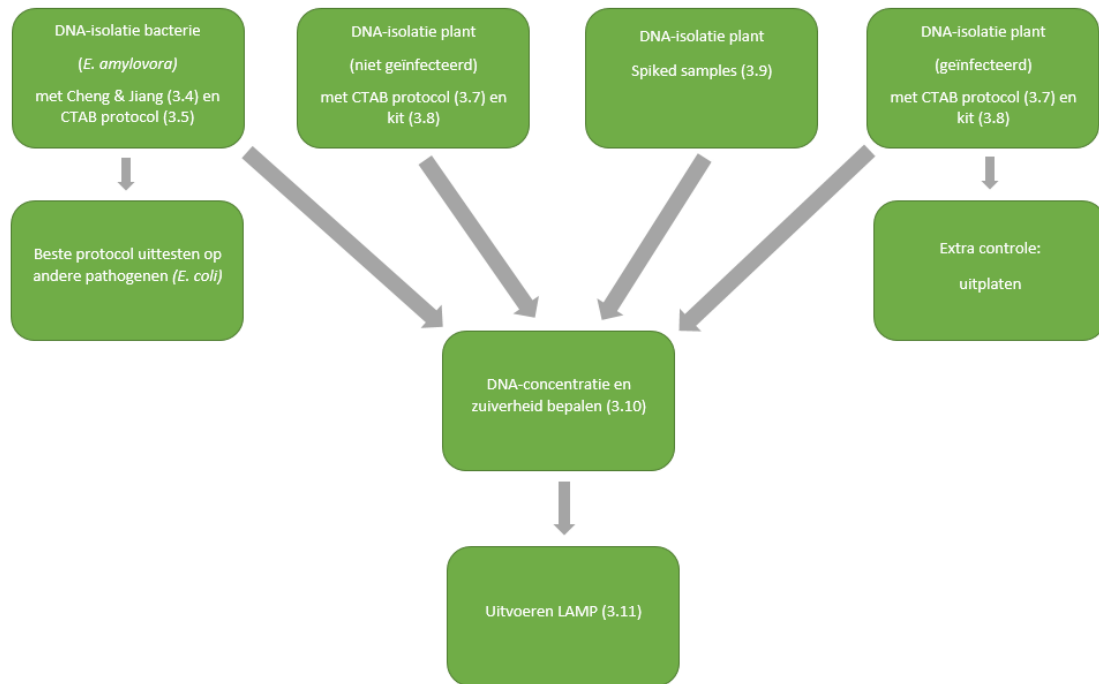 DNA-isolatie bacterie
(E. amylovora)
met Cheng & Jiang (3.4) en
CTAB protocol (3.5)
DNA-isolatie plant
(niet geïnfecteerd)
met CTAB protocol (3.7) en
kit (3.8)
DNA-isolatie plant
Spiked samples (3.9)
DNA-isolatie plant
(geïnfecteerd)
met CTAB protocol (3.7) en
kit (3.8)
Beste protocol uittesten op
andere pathogenen (E. coli)
Extra controle:
uitplaten
DNA-concentratie en
zuiverheid bepalen (3.10)
Uitvoeren LAMP (3.11)